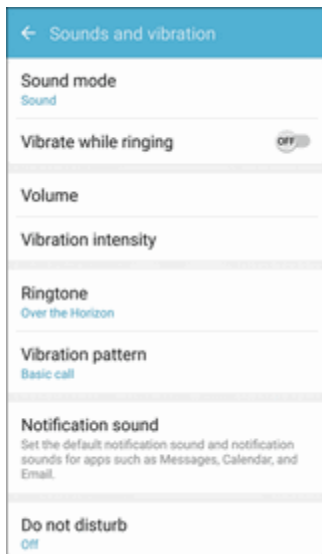 Sounds and vibration
Sound mode
Sound
Vibrate while ringing
OFF
Volume
Vibration intensity
Ringtone
Over the Horizon
Vibration pattern
Basic call
Notification sound
Set the default notification sound and notification
sounds for apps such as Messages, Calendar, and
Email.
Do not disturb
Off